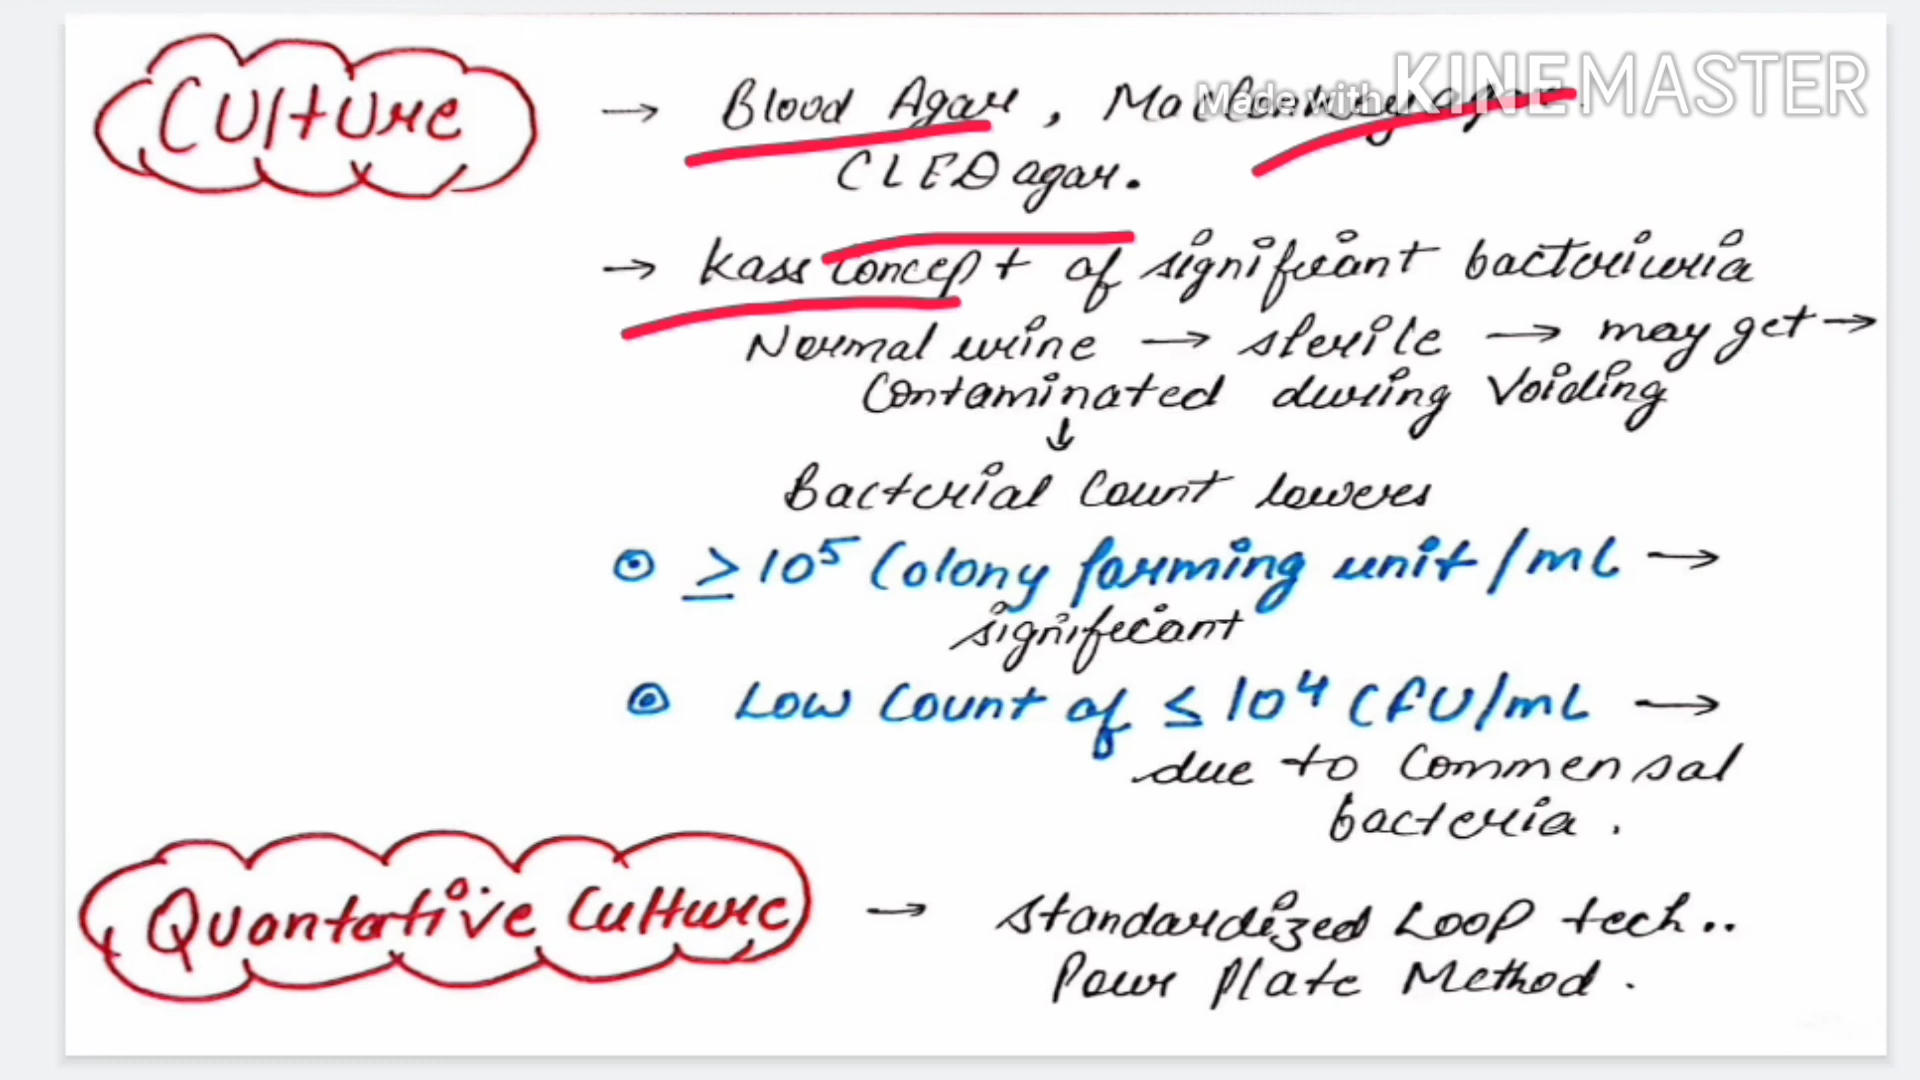 Made with KINEMASTER
Culture → Blood Agar, MacConkey agar.
CLED agar.
→ Kass Concept of significant bacteriuria
Normal urine → sterile → may get →
Contaminated during Voiding
↓
Bacterial Count lowers
⊙ ≥10⁵ Colony forming unit/mL →
significant
⊙ Low Count of ≤ 10⁴ CFU/mL →
due to Commensal
bacteria.
Quantative Culture → Standardized Loop tech..
Pour Plate Method.